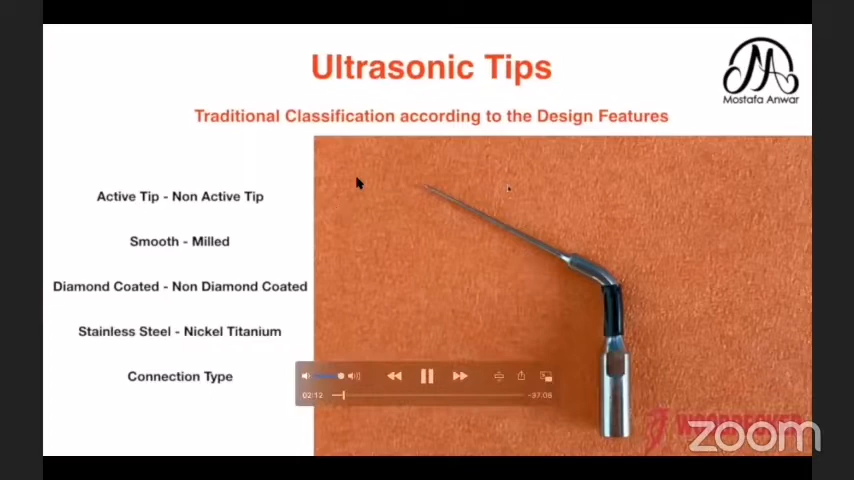 Ultrasonic Tips
Mostafa Anwar
Traditional Classification according to the Design Features
Active Tip - Non Active Tip
Smooth - Milled
Diamond Coated - Non Diamond Coated
Stainless Steel - Nickel Titanium
Connection Type
02:12
-37:06
zoom